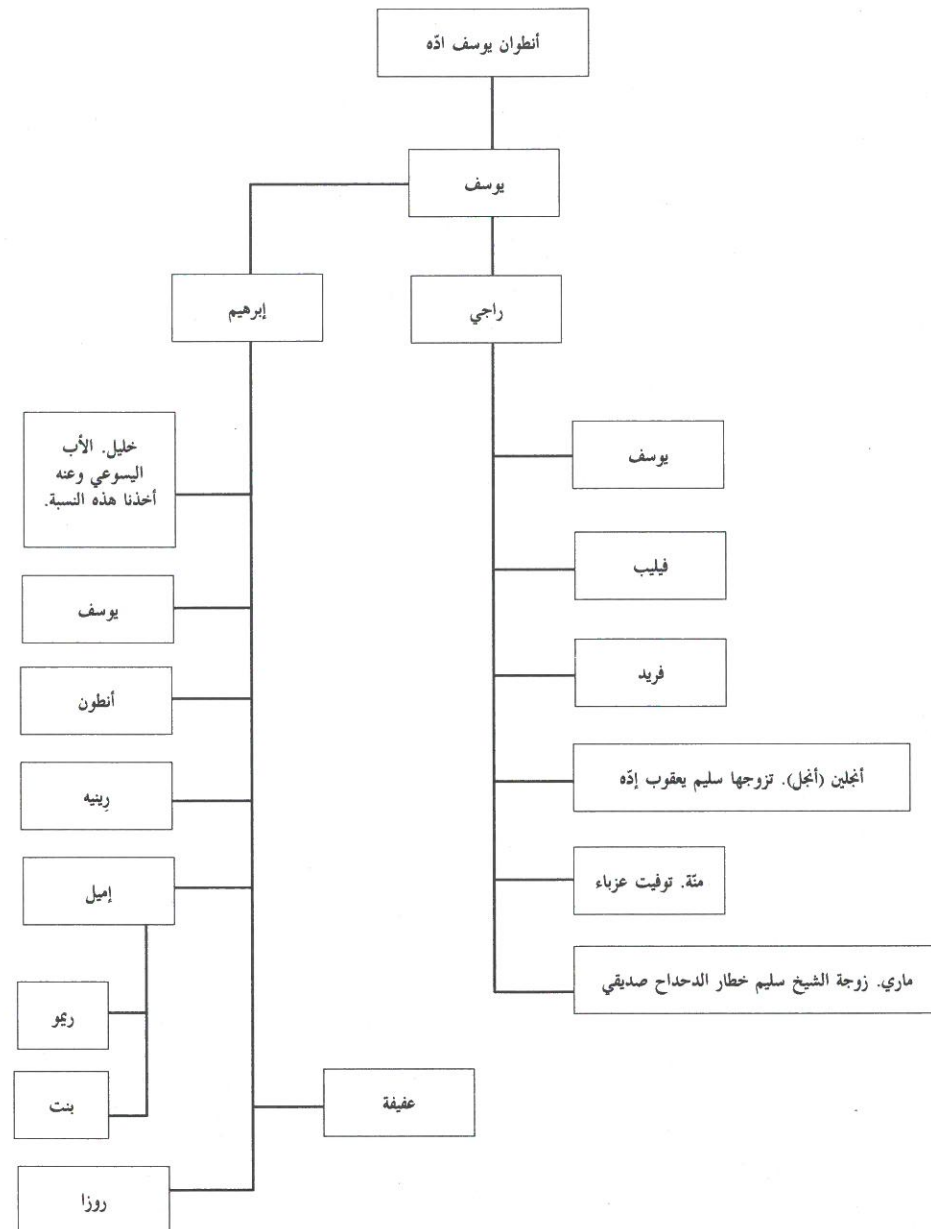 أنطوان يوسف ادّه
يوسف
راجي
إبرهيم
يوسف
فيليب
فريد
أنجلين (أنجل). تزوجها سليم يعقوب إدّه
منّة. توفيت عزباء
ماري. زوجة الشيخ سليم خطار الدحداح صديقي
خليل. الأب
اليسوعي وعنه
أخذنا هذه النسبة.
يوسف
أنطون
رِينيه
إميل
ريمو
بنت
عفيفة
روزا